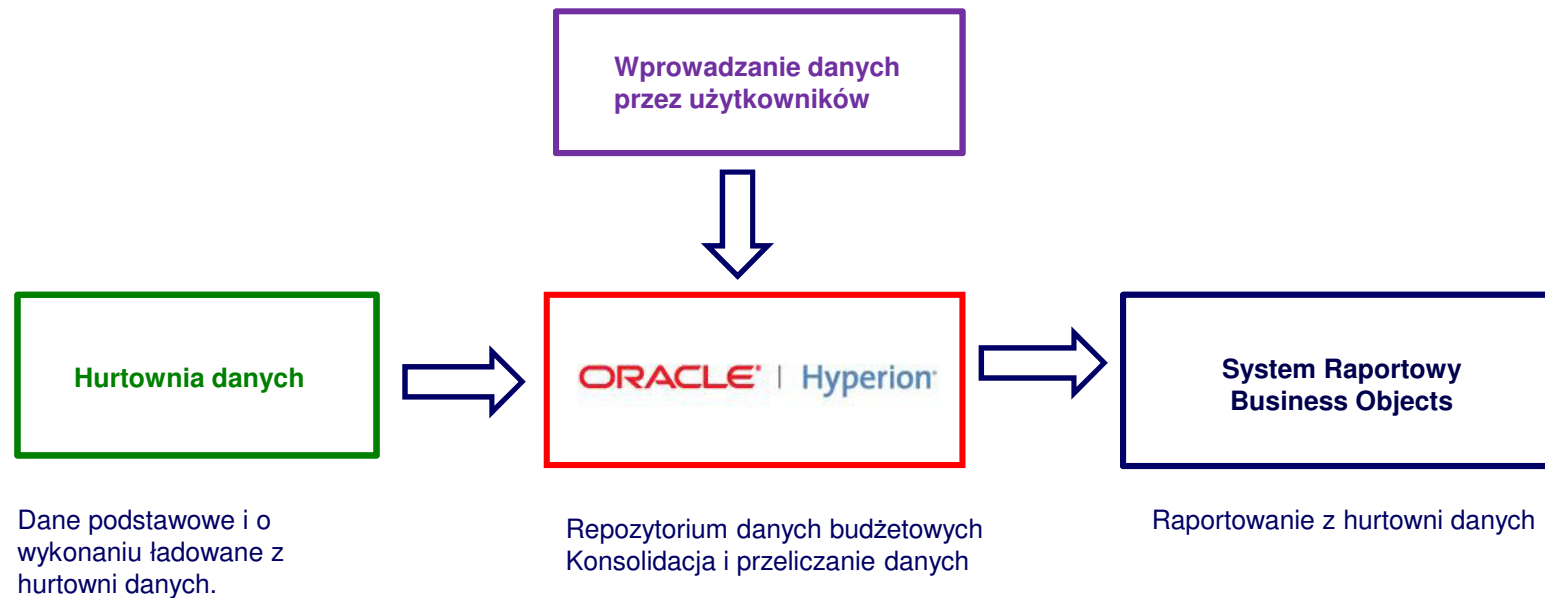 Wprowadzanie danych
przez użytkowników
Hurtownia danych
ORACLE® | Hyperion®
System Raportowy
Business Objects
Dane podstawowe i o
wykonaniu ładowane z
hurtowni danych.
Repozytorium danych budżetowych
Konsolidacja i przeliczanie danych
Raportowanie z hurtowni danych